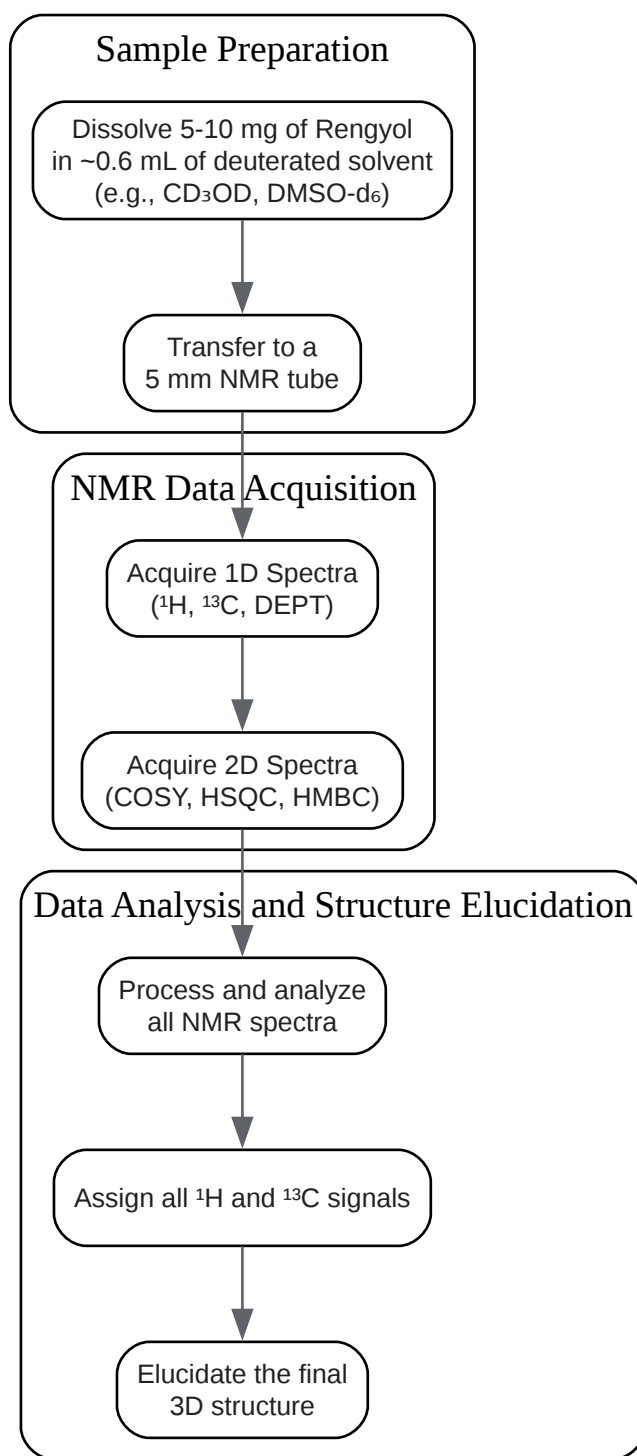 Sample Preparation
Dissolve 5-10 mg of Rengyol
in ~0.6 mL of deuterated solvent
(e.g., CD₃OD, DMSO-d₆)
Transfer to a
5 mm NMR tube
NMR Data Acquisition
Acquire 1D Spectra
(¹H, ¹³C, DEPT)
Acquire 2D Spectra
(COSY, HSQC, HMBC)
Data Analysis and Structure Elucidation
Process and analyze
all NMR spectra
Assign all ¹H and ¹³C signals
Elucidate the final
3D structure